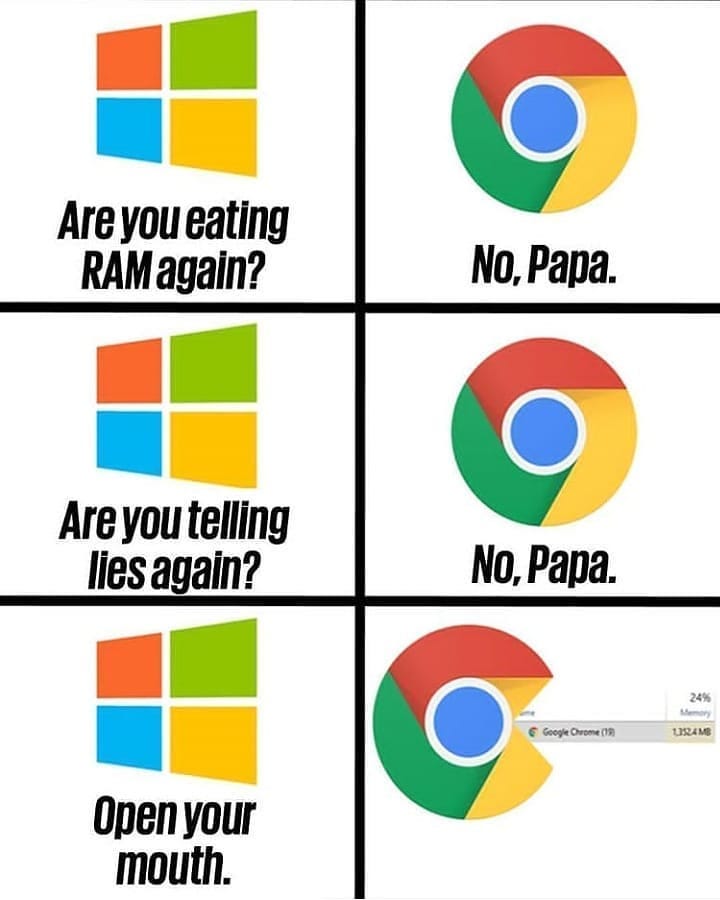 Are you eating
RAM again?
No, Papa.
Are you telling
lies again?
No, Papa.
Open your
mouth.
24%
Memory
Google Chrome (19)
1,352.4 MB